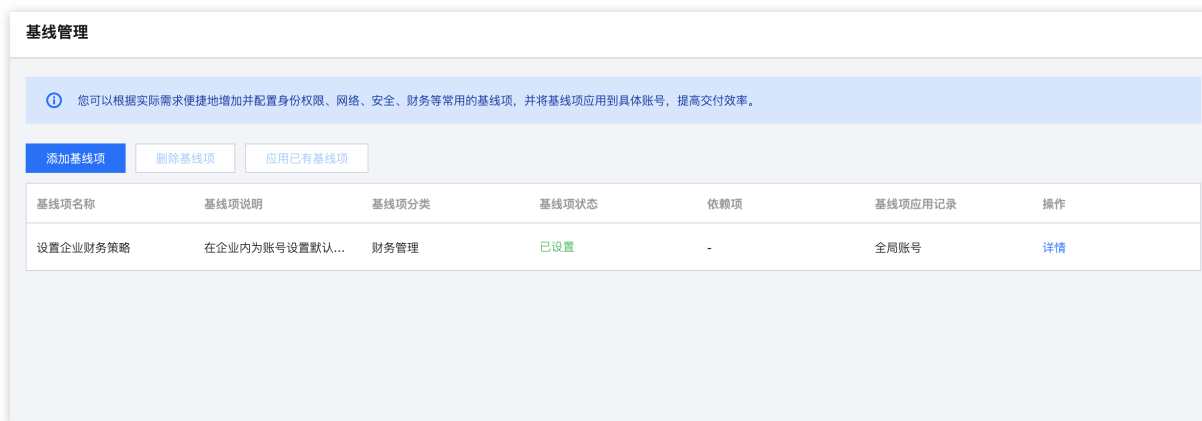 基线管理
您可以根据实际需求便捷地增加并配置身份权限、网络、安全、财务等常用的基线项，并将基线项应用到具体账号，提高交付效率。
添加基线项 删除基线项 应用已有基线项
基线项名称 基线项说明 基线项分类 基线项状态 依赖项 基线项应用记录 操作
设置企业财务策略 在企业内为账号设置默认... 财务管理 已设置 - 全局账号 详情